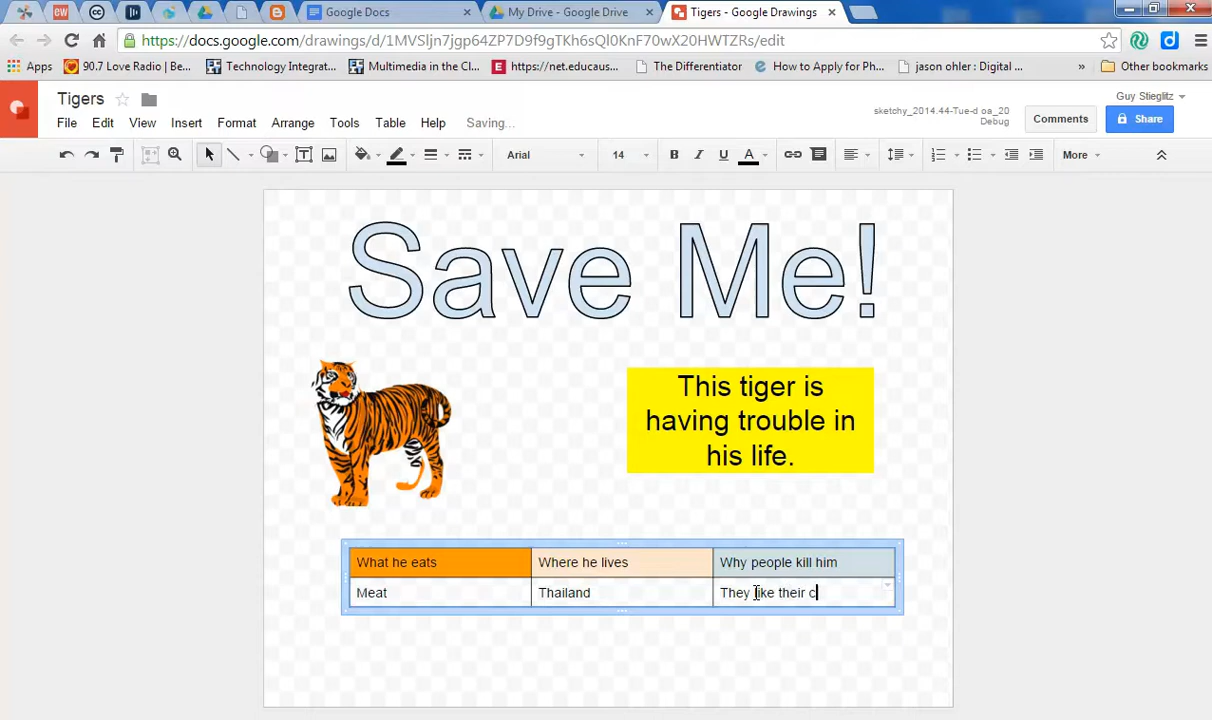 Google Docs
My Drive - Google Drive
Tigers - Google Drawings
https://docs.google.com/drawings/d/1MVSljn7jgp64ZP7D9f9gTKh6sQl0KnF70wX20HWTZRs/edit
Apps
90.7 Love Radio | Be...
Technology Integrat...
Multimedia in the Cl...
https://net.educaus...
The Differentiator
How to Apply for Ph...
jason ohler : Digital ...
»
Other bookmarks
Tigers
Guy Stieglitz
sketchy_2014.44-Tue-d oa_20
Debug
Comments
Share
File Edit View Insert Format Arrange Tools Table Help Saving...
Arial 14 B I U A More
Save Me!
This tiger is
having trouble in
his life.
What he eats Where he lives Why people kill him
Meat Thailand They like their c